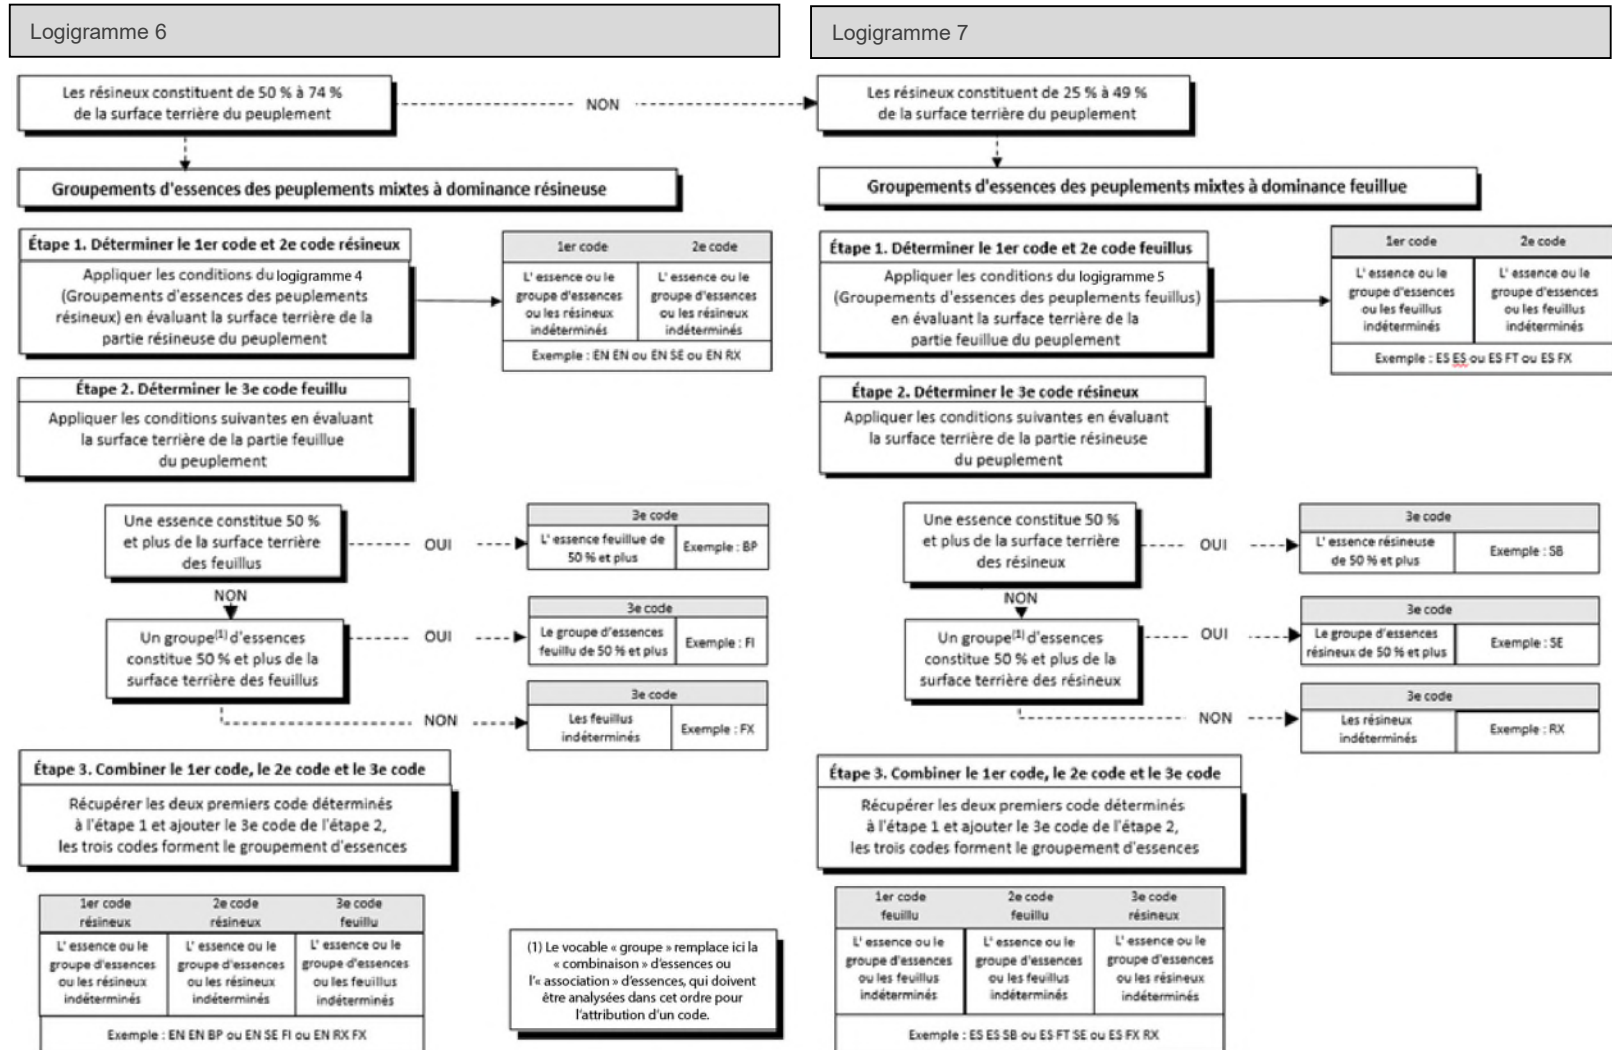 Logigramme 6
Les résineux constituent de 50 % à 74 %
de la surface terrière du peuplement
NON
Groupements d'essences des peuplements mixtes à dominance résineuse
Étape 1. Déterminer le 1er code et 2e code résineux
Appliquer les conditions du logigramme 4
(Groupements d'essences des peuplements
résineux) en évaluant la surface terrière de la
partie résineuse du peuplement
1er code
2e code
L' essence ou le
groupe d'essences
ou les résineux
indéterminés
L' essence ou le
groupe d'essences
ou les résineux
indéterminés
Exemple : EN EN ou EN SE ou EN RX
Étape 2. Déterminer le 3e code feuillu
Appliquer les conditions suivantes en évaluant
la surface terrière de la partie feuillue
du peuplement
Une essence constitue 50 %
et plus de la surface terrière
des feuillus
OUI
3e code
L' essence feuillue de
50 % et plus
Exemple : BP
NON
Un groupe(1) d'essences
constitue 50 % et plus de la
surface terrière des feuillus
OUI
3e code
Le groupe d'essences
feuillu de 50 % et plus
Exemple : FI
NON
3e code
Les feuillus
indéterminés
Exemple : FX
Étape 3. Combiner le 1er code, le 2e code et le 3e code
Récupérer les deux premiers code déterminés
à l'étape 1 et ajouter le 3e code de l'étape 2,
les trois codes forment le groupement d'essences
1er code
résineux
2e code
résineux
3e code
feuillu
L' essence ou le
groupe d'essences
ou les résineux
indéterminés
L' essence ou le
groupe d'essences
ou les résineux
indéterminés
L' essence ou le
groupe d'essences
ou les feuillus
indéterminés
Exemple : EN EN BP ou EN SE FI ou EN RX FX
(1) Le vocable « groupe » remplace ici la
« combinaison » d'essences ou
l'« association » d'essences, qui doivent
être analysées dans cet ordre pour
l'attribution d'un code.
Logigramme 7
Les résineux constituent de 25 % à 49 %
de la surface terrière du peuplement
Groupements d'essences des peuplements mixtes à dominance feuillue
Étape 1. Déterminer le 1er code et 2e code feuillus
Appliquer les conditions du logigramme 5
(Groupements d'essences des peuplements feuillus)
en évaluant la surface terrière de la
partie feuillue du peuplement
1er code
2e code
L' essence ou le
groupe d'essences
ou les feuillus
indéterminés
L' essence ou le
groupe d'essences
ou les feuillus
indéterminés
Exemple : ES ES ou ES FT ou ES FX
Étape 2. Déterminer le 3e code résineux
Appliquer les conditions suivantes en évaluant
la surface terrière de la partie résineuse
du peuplement
Une essence constitue 50 %
et plus de la surface terrière
des résineux
OUI
3e code
L' essence résineuse
de 50 % et plus
Exemple : SB
NON
Un groupe(1) d'essences
constitue 50 % et plus de la
surface terrière des résineux
OUI
3e code
Le groupe d'essences
résineux de 50 % et plus
Exemple : SE
NON
3e code
Les résineux
indéterminés
Exemple : RX
Étape 3. Combiner le 1er code, le 2e code et le 3e code
Récupérer les deux premiers code déterminés
à l'étape 1 et ajouter le 3e code de l'étape 2,
les trois codes forment le groupement d'essences
1er code
feuillu
2e code
feuillu
3e code
résineux
L' essence ou le
groupe d'essences
ou les feuillus
indéterminés
L' essence ou le
groupe d'essences
ou les feuillus
indéterminés
L' essence ou le
groupe d'essences
ou les résineux
indéterminés
Exemple : ES ES SB ou ES FT SE ou ES FX RX